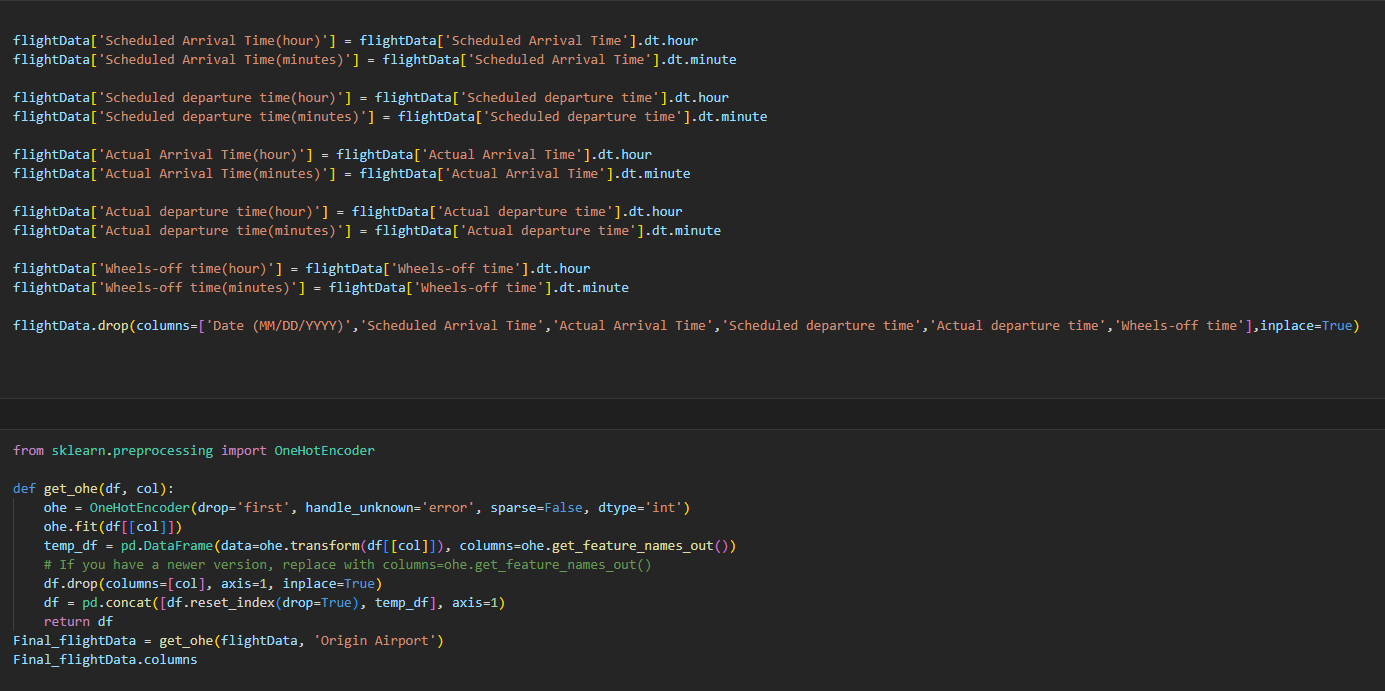 flightData['Scheduled Arrival Time(hour)'] = flightData['Scheduled Arrival Time'].dt.hour
flightData['Scheduled Arrival Time(minutes)'] = flightData['Scheduled Arrival Time'].dt.minute
flightData['Scheduled departure time(hour)'] = flightData['Scheduled departure time'].dt.hour
flightData['Scheduled departure time(minutes)'] = flightData['Scheduled departure time'].dt.minute
flightData['Actual Arrival Time(hour)'] = flightData['Actual Arrival Time'].dt.hour
flightData['Actual Arrival Time(minutes)'] = flightData['Actual Arrival Time'].dt.minute
flightData['Actual departure time(hour)'] = flightData['Actual departure time'].dt.hour
flightData['Actual departure time(minutes)'] = flightData['Actual departure time'].dt.minute
flightData['Wheels-off time(hour)'] = flightData['Wheels-off time'].dt.hour
flightData['Wheels-off time(minutes)'] = flightData['Wheels-off time'].dt.minute
flightData.drop(columns=['Date (MM/DD/YYYY)','Scheduled Arrival Time','Actual Arrival Time','Scheduled departure time','Actual departure time','Wheels-off time'],inplace=True)
from sklearn.preprocessing import OneHotEncoder
def get_ohe(df, col):
    ohe = OneHotEncoder(drop='first', handle_unknown='error', sparse=False, dtype='int')
    ohe.fit(df[[col]])
    temp_df = pd.DataFrame(data=ohe.transform(df[[col]]), columns=ohe.get_feature_names_out())
    # If you have a newer version, replace with columns=ohe.get_feature_names_out()
    df.drop(columns=[col], axis=1, inplace=True)
    df = pd.concat([df.reset_index(drop=True), temp_df], axis=1)
    return df
Final_flightData = get_ohe(flightData, 'Origin Airport')
Final_flightData.columns